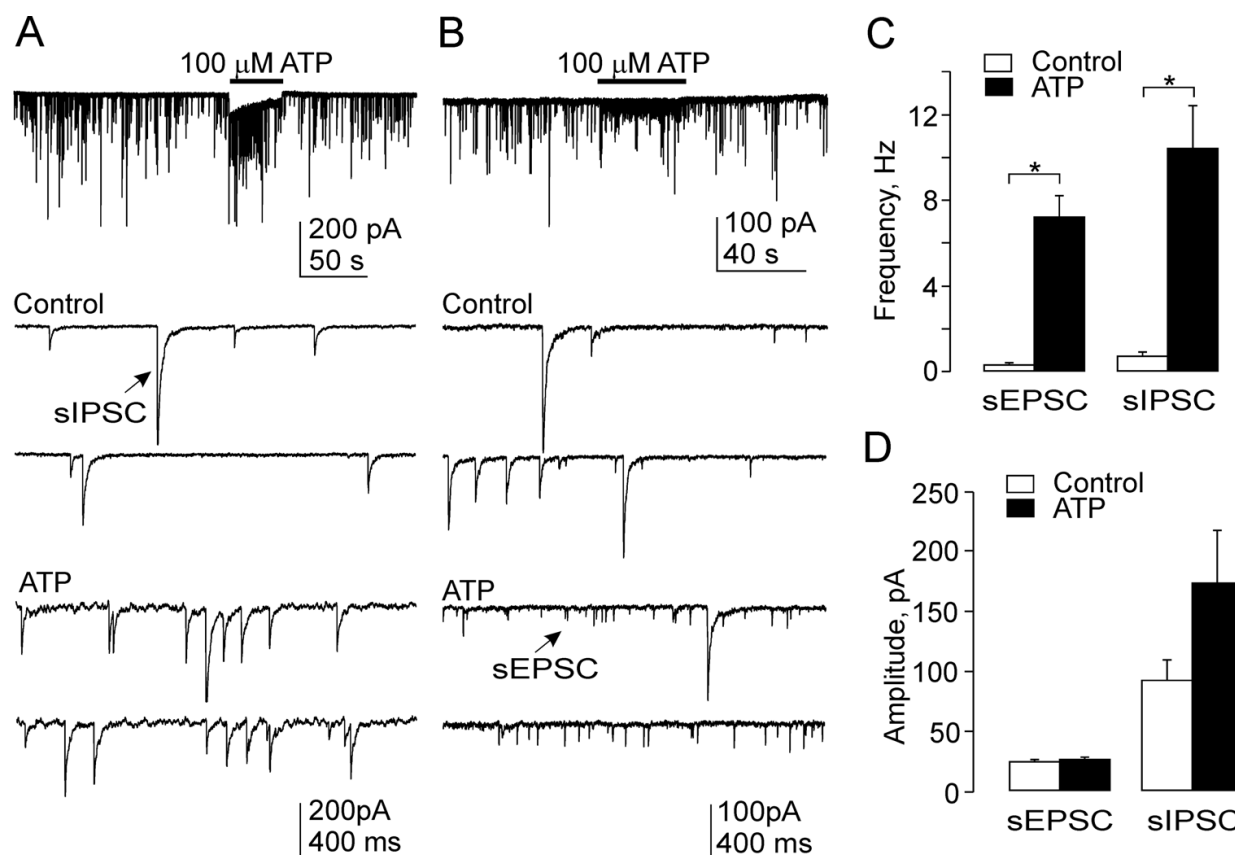 A
100 μM ATP
200 pA
50 s
Control
sIPSC
ATP
200pA
400 ms
B
100 μM ATP
100 pA
40 s
Control
ATP
sEPSC
100pA
400 ms
C
Control
ATP
*
*
12
8
4
0
Frequency, Hz
sEPSC sIPSC
D
Control
ATP
250
200
150
100
50
0
Amplitude, pA
sEPSC sIPSC